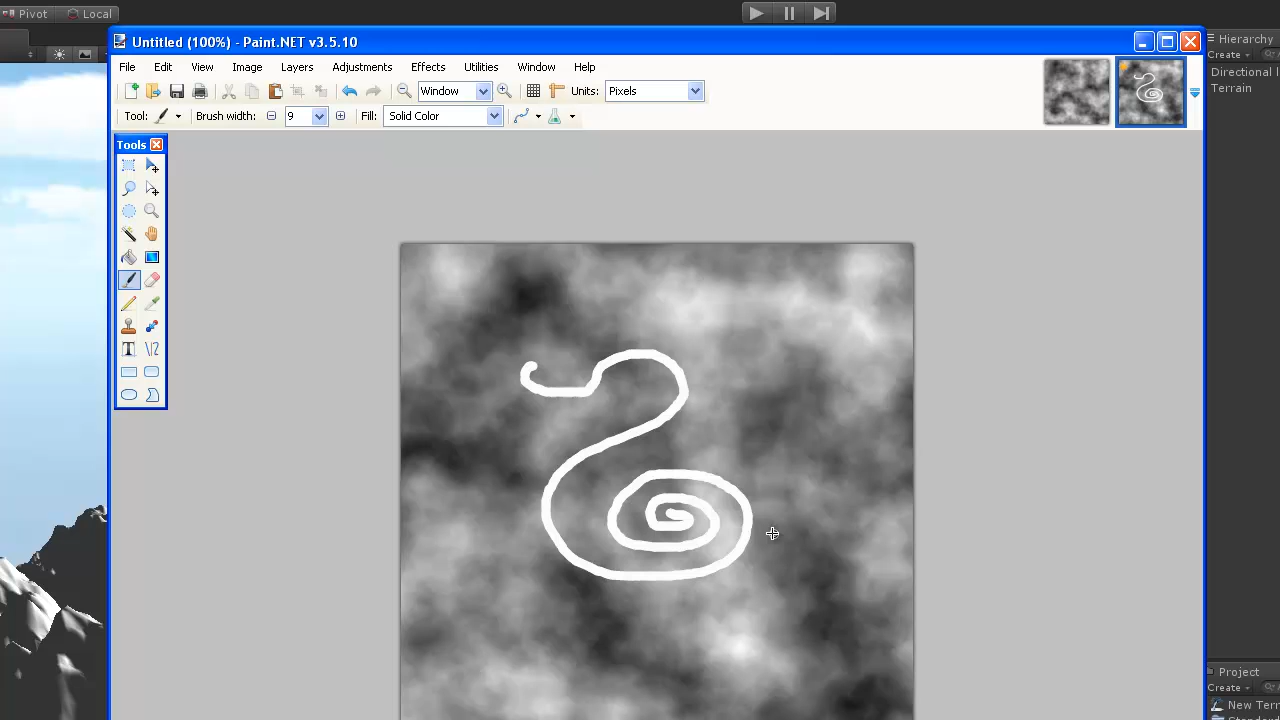 Pivot Local
Untitled (100%) - Paint.NET v3.5.10
Hierarchy
File Edit View Image Layers Adjustments Effects Utilities Window Help
Create
Window Units: Pixels
Directional
Terrain
Tool: Brush width: 9 Fill: Solid Color
Tools
Project
Create
New Terr